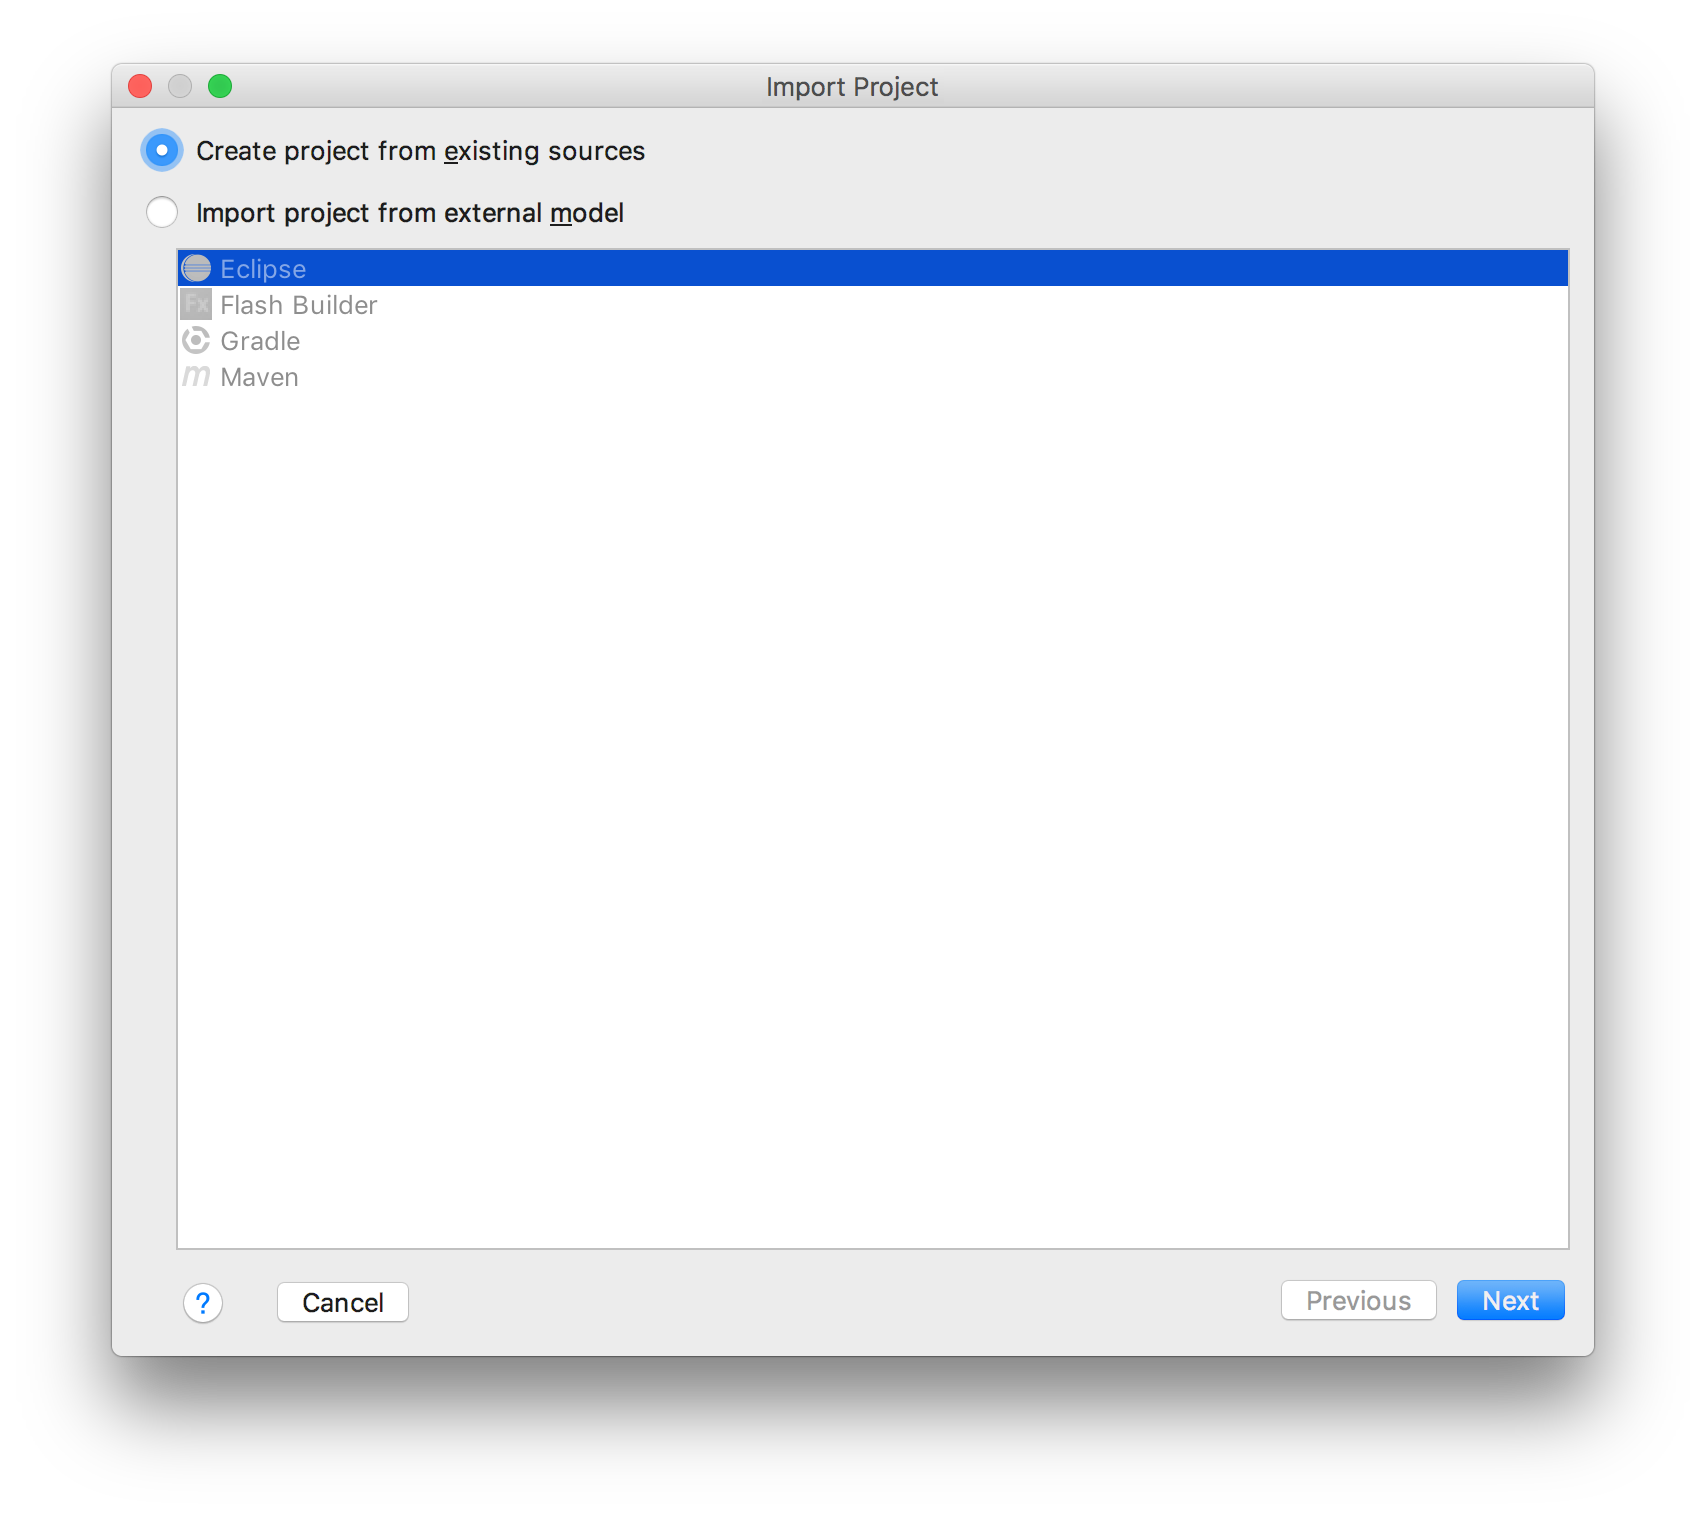 Import Project
Create project from existing sources
Import project from external model
Eclipse
Fx Flash Builder
Gradle
m Maven
? Cancel Previous Next